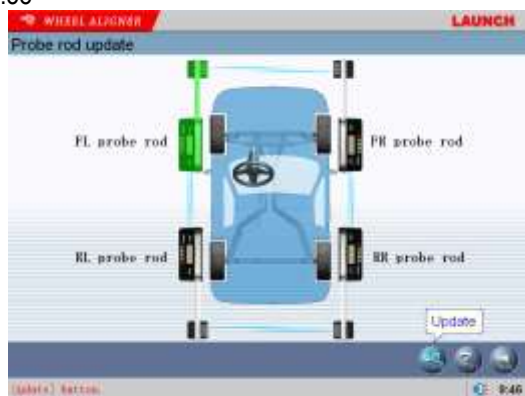 WHEEL ALIGNER
LAUNCH
Probe rod update
FL probe rod
FR probe rod
RL probe rod
RR probe rod
Update
[Update] Button
9:46